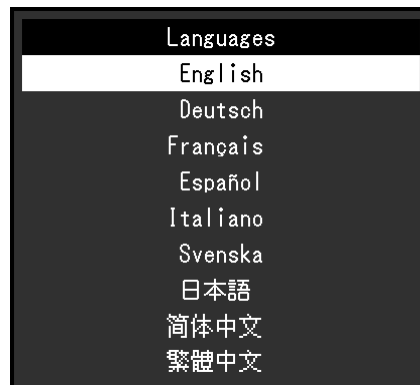 Languages
English
Deutsch
Français
Español
Italiano
Svenska
日本語
简体中文
繁體中文